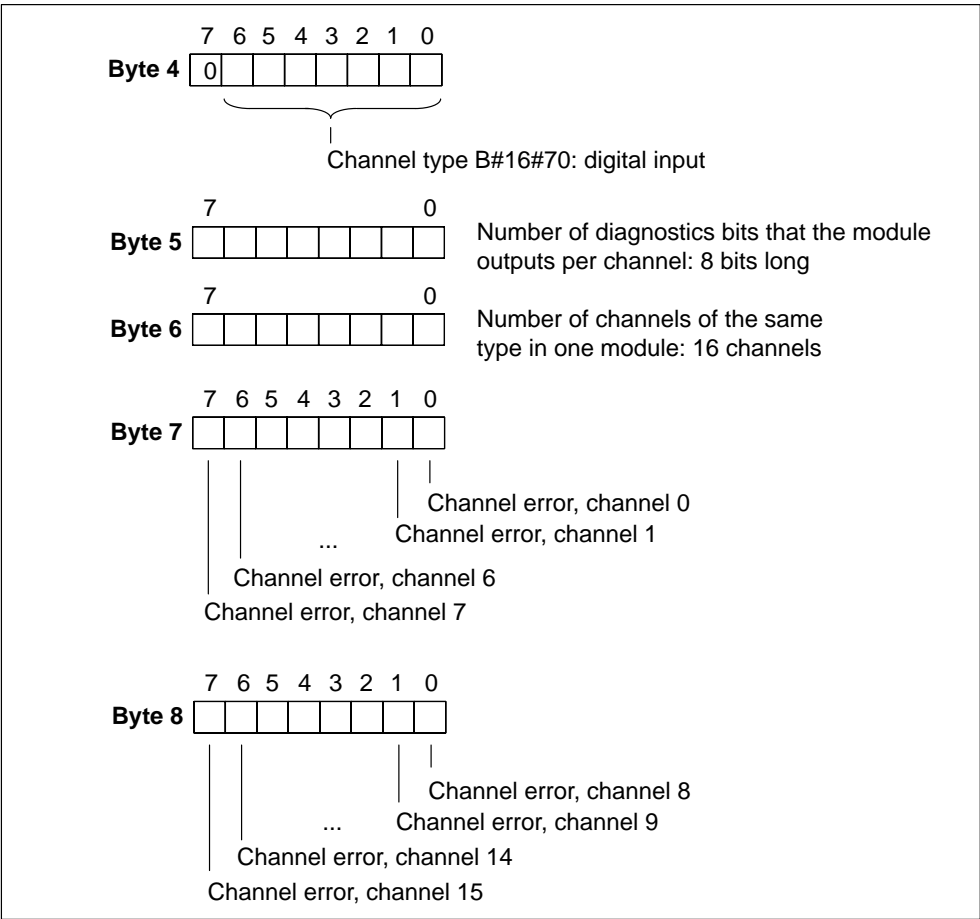 7 6 5 4 3 2 1 0
Byte 4 0
Channel type B#16#70: digital input
7 0
Byte 5
Number of diagnostics bits that the module
outputs per channel: 8 bits long
7 0
Byte 6
Number of channels of the same
type in one module: 16 channels
7 6 5 4 3 2 1 0
Byte 7
Channel error, channel 0
Channel error, channel 1
...
Channel error, channel 6
Channel error, channel 7
7 6 5 4 3 2 1 0
Byte 8
Channel error, channel 8
Channel error, channel 9
...
Channel error, channel 14
Channel error, channel 15